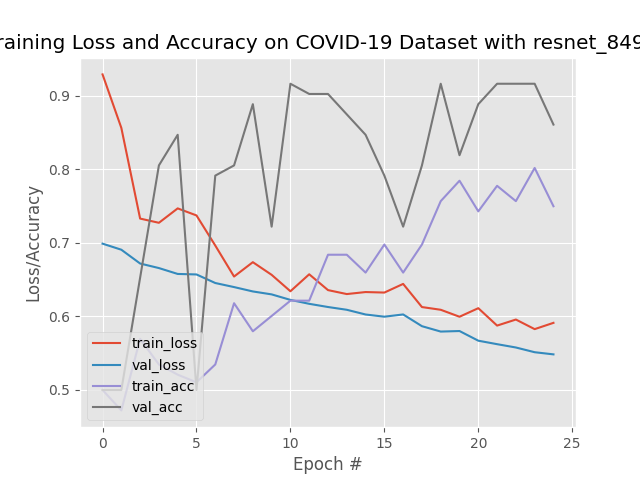 raining Loss and Accuracy on COVID-19 Dataset with resnet_849
Loss/Accuracy
0.9
0.8
0.7
0.6
0.5
train_loss
val_loss
train_acc
val_acc
0 5 10 15 20 25
Epoch #